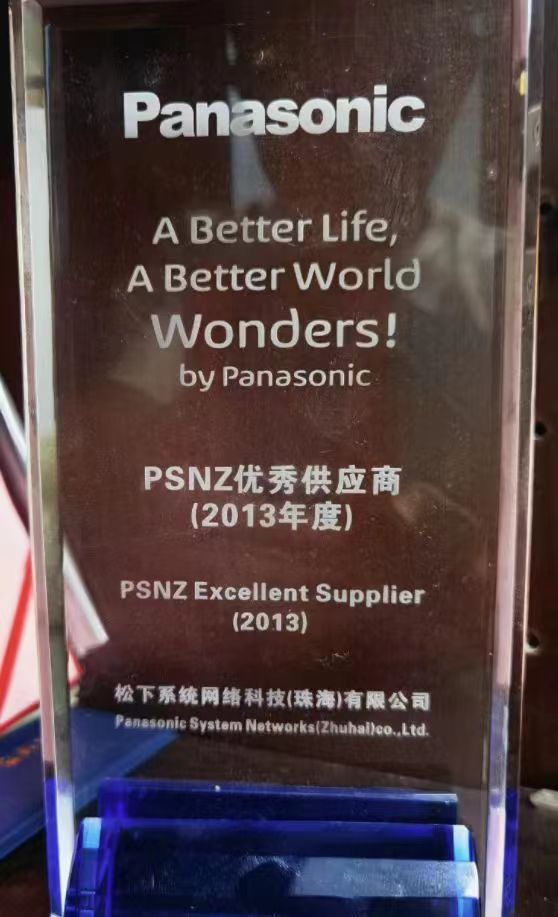 Panasonic
A Better Life,
A Better World
Wonders!
by Panasonic
PSNZ优秀供应商
(2013年度)
PSNZ Excellent Supplier
(2013)
松下系统网络科技(珠海)有限公司
Panasonic System Networks(Zhuhai)co.,Ltd.